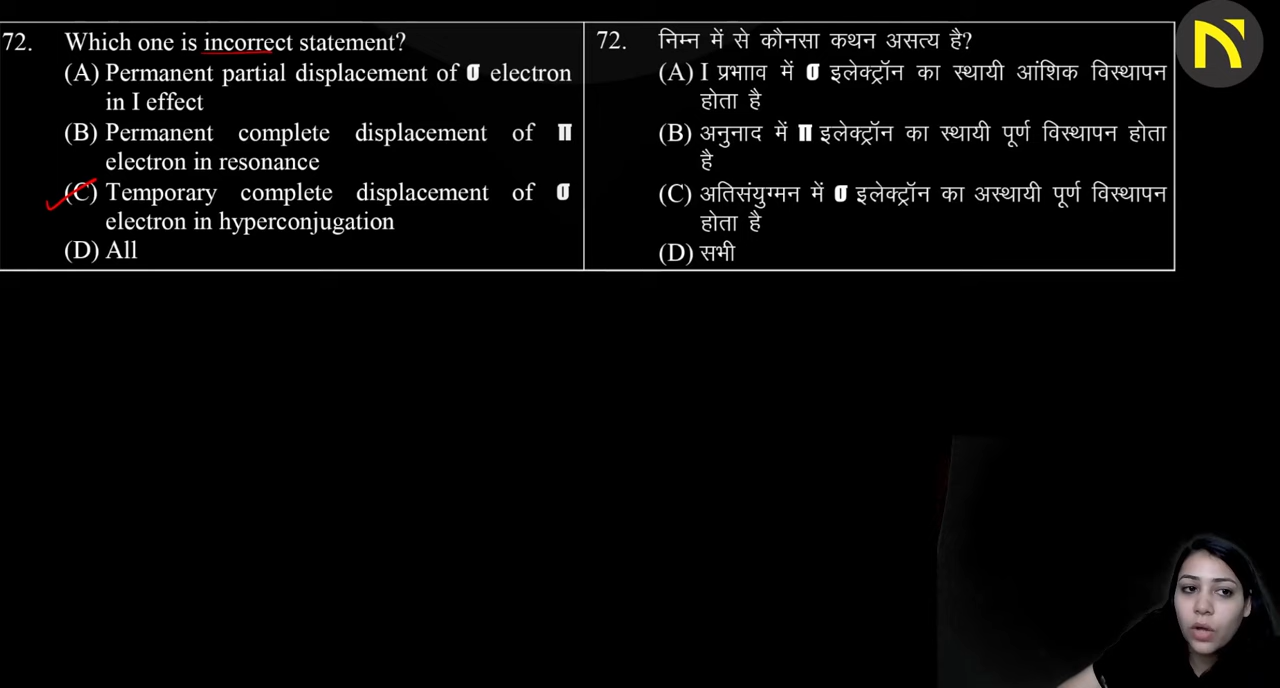 72. Which one is incorrect statement?
(A) Permanent partial displacement of σ electron
in I effect
(B) Permanent complete displacement of π
electron in resonance
(C) Temporary complete displacement of σ
electron in hyperconjugation
(D) All
72. निम्न में से कौनसा कथन असत्य है?
(A) I प्रभााव में σ इलेक्ट्रॉन का स्थायी आंशिक विस्थापन
होता है
(B) अनुनाद में π इलेक्ट्रॉन का स्थायी पूर्ण विस्थापन होता
है
(C) अतिसंयुग्मन में σ इलेक्ट्रॉन का अस्थायी पूर्ण विस्थापन
होता है
(D) सभी